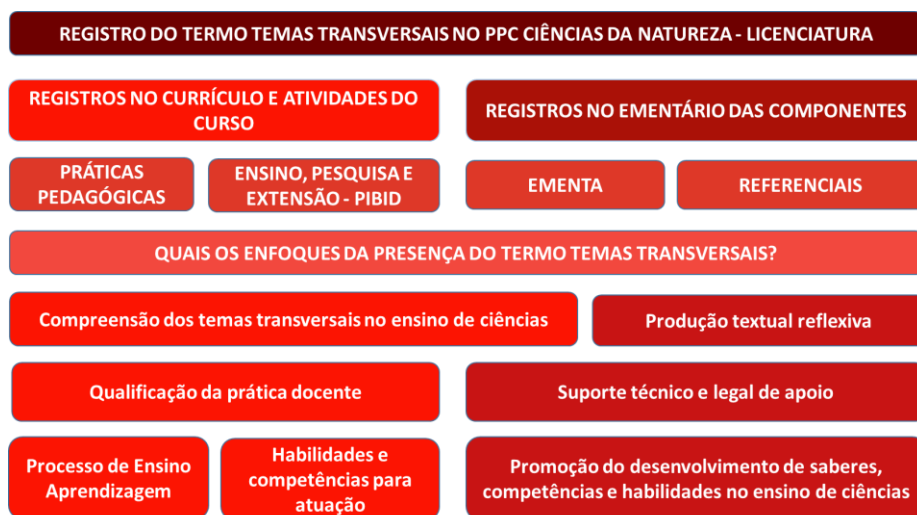 REGISTRO DO TERMO TEMAS TRANSVERSAIS NO PPC CIÊNCIAS DA NATUREZA - LICENCIATURA
REGISTROS NO CURRÍCULO E ATIVIDADES DO
CURSO
REGISTROS NO EMENTÁRIO DAS COMPONENTES
PRÁTICAS
PEDAGÓGICAS
ENSINO, PESQUISA E
EXTENSÃO - PIBID
EMENTA
REFERENCIAIS
QUAIS OS ENFOQUES DA PRESENÇA DO TERMO TEMAS TRANSVERSAIS?
Compreensão dos temas transversais no ensino de ciências
Produção textual reflexiva
Qualificação da prática docente
Suporte técnico e legal de apoio
Processo de Ensino
Aprendizagem
Habilidades e
competências para
atuação
Promoção do desenvolvimento de saberes,
competências e habilidades no ensino de ciências